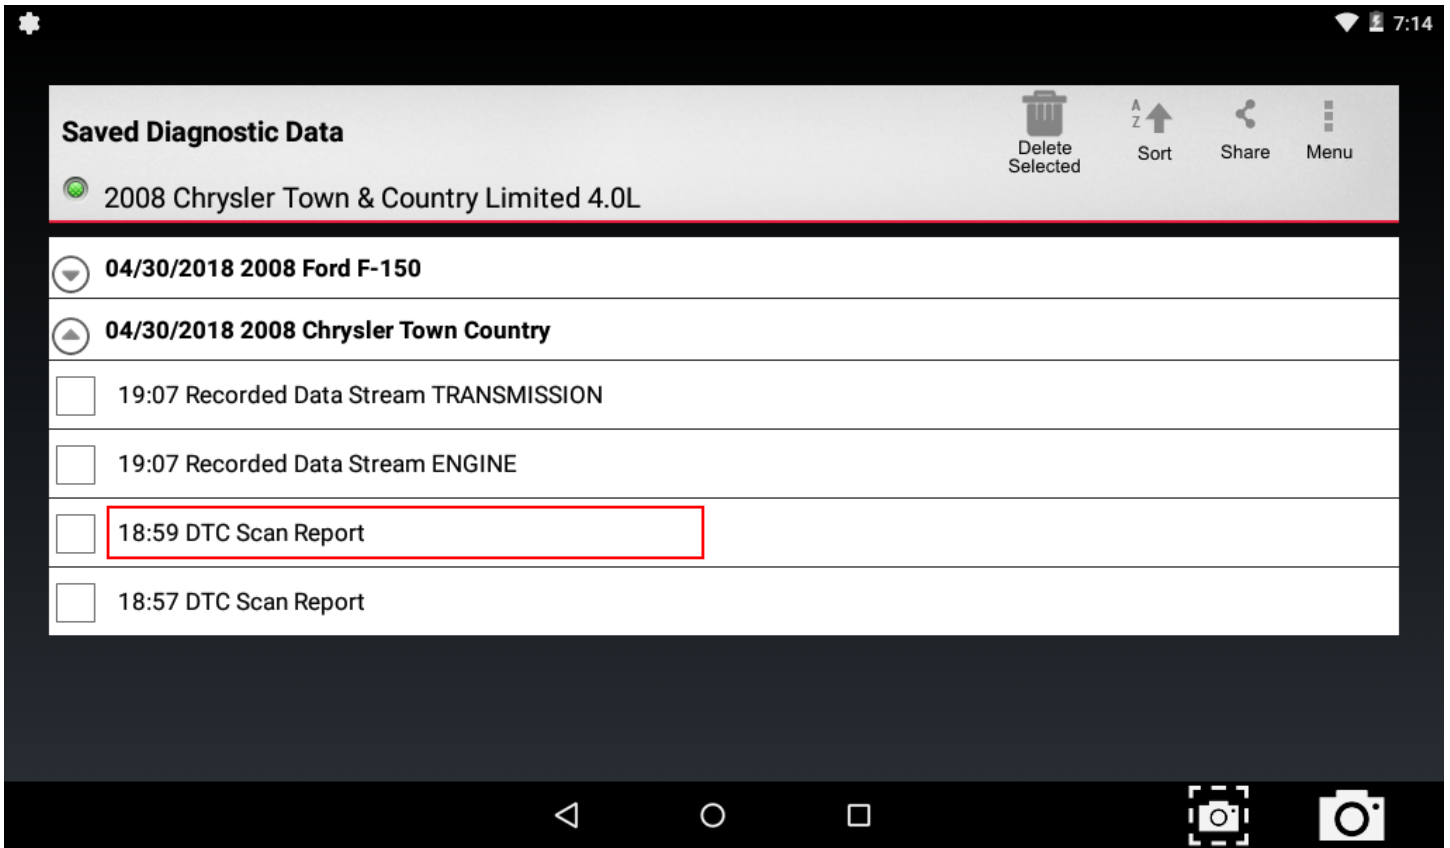 7:14
Saved Diagnostic Data
Delete
Selected
A
Z
Sort
Share
Menu
2008 Chrysler Town & Country Limited 4.0L
04/30/2018 2008 Ford F-150
04/30/2018 2008 Chrysler Town Country
19:07 Recorded Data Stream TRANSMISSION
19:07 Recorded Data Stream ENGINE
18:59 DTC Scan Report
18:57 DTC Scan Report